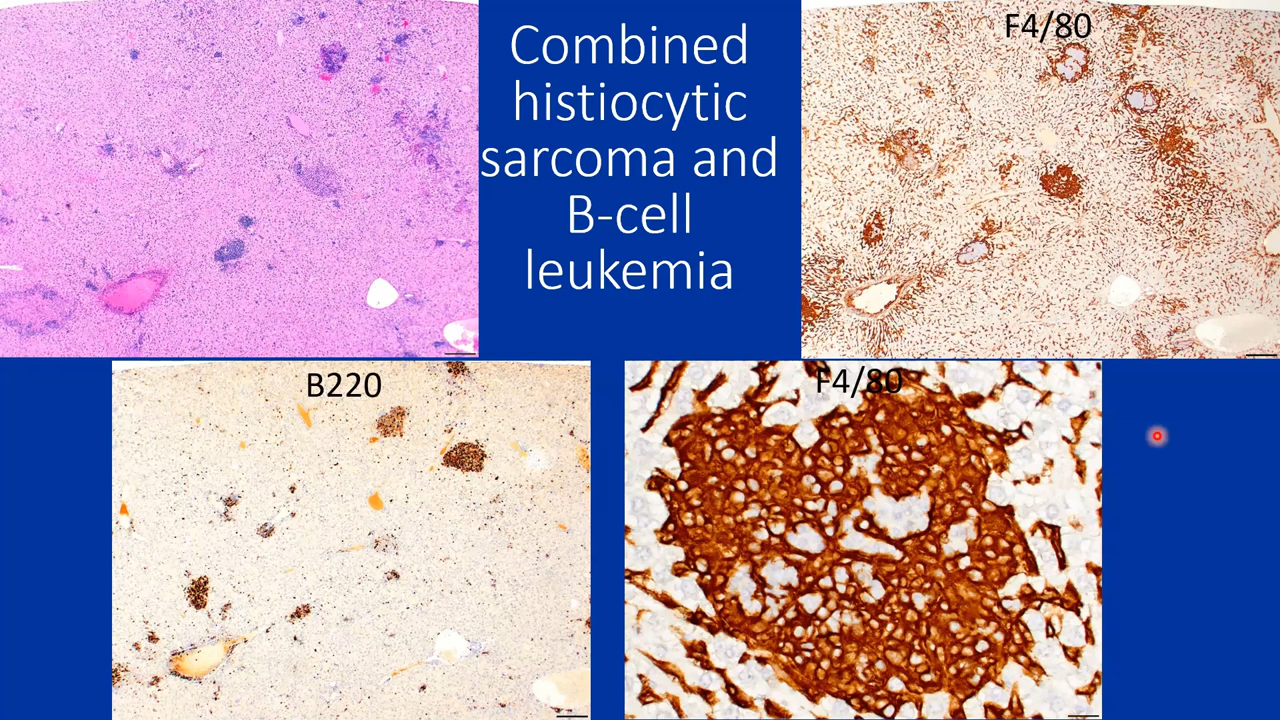 Combined
histiocytic
sarcoma and
B-cell
leukemia
F4/80
B220
F4/80